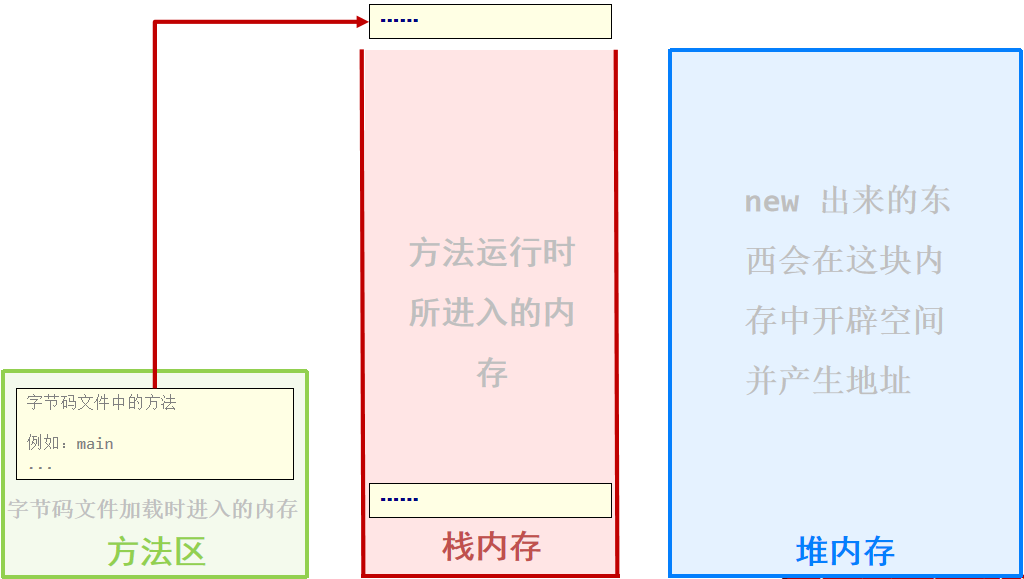 ------
方法运行时
所进入的内
存
------
栈内存
new 出来的东
西会在这块内
存中开辟空间
并产生地址
堆内存
字节码文件中的方法
例如：main
...
字节码文件加载时进入的内存
方法区